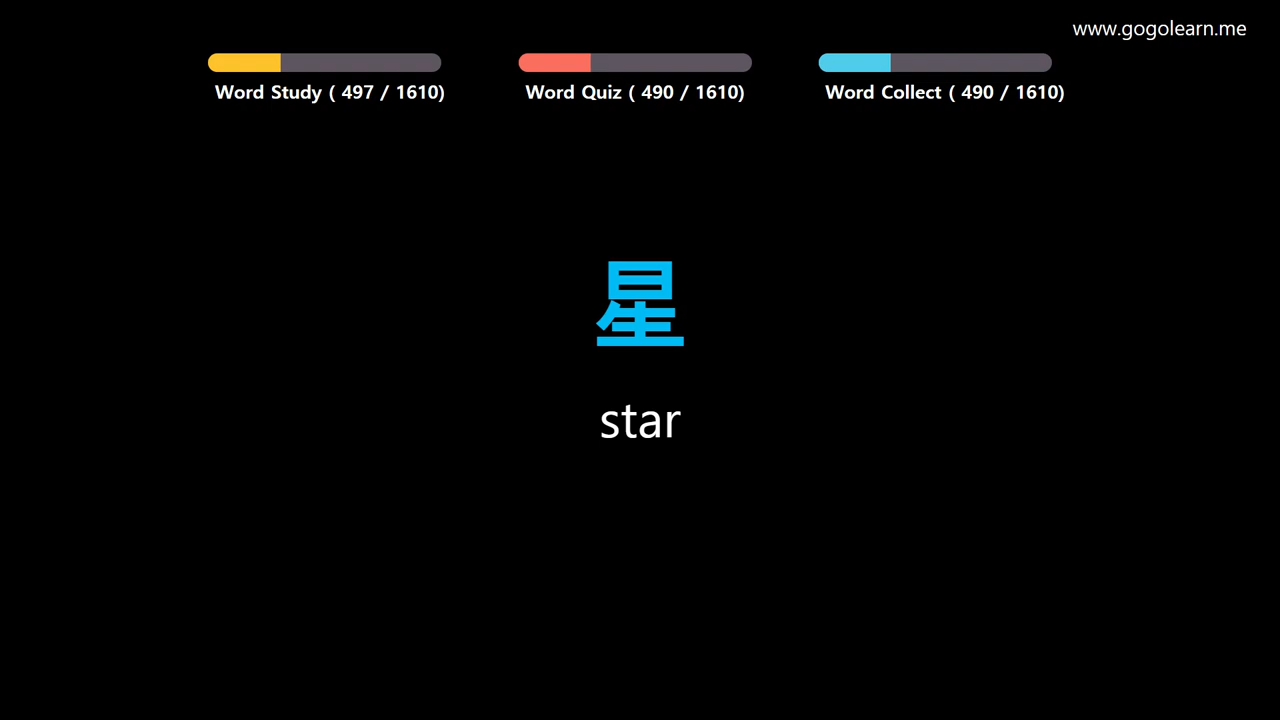 www.gogolearn.me
Word Study ( 497 / 1610)
Word Quiz ( 490 / 1610)
Word Collect ( 490 / 1610)
星
star